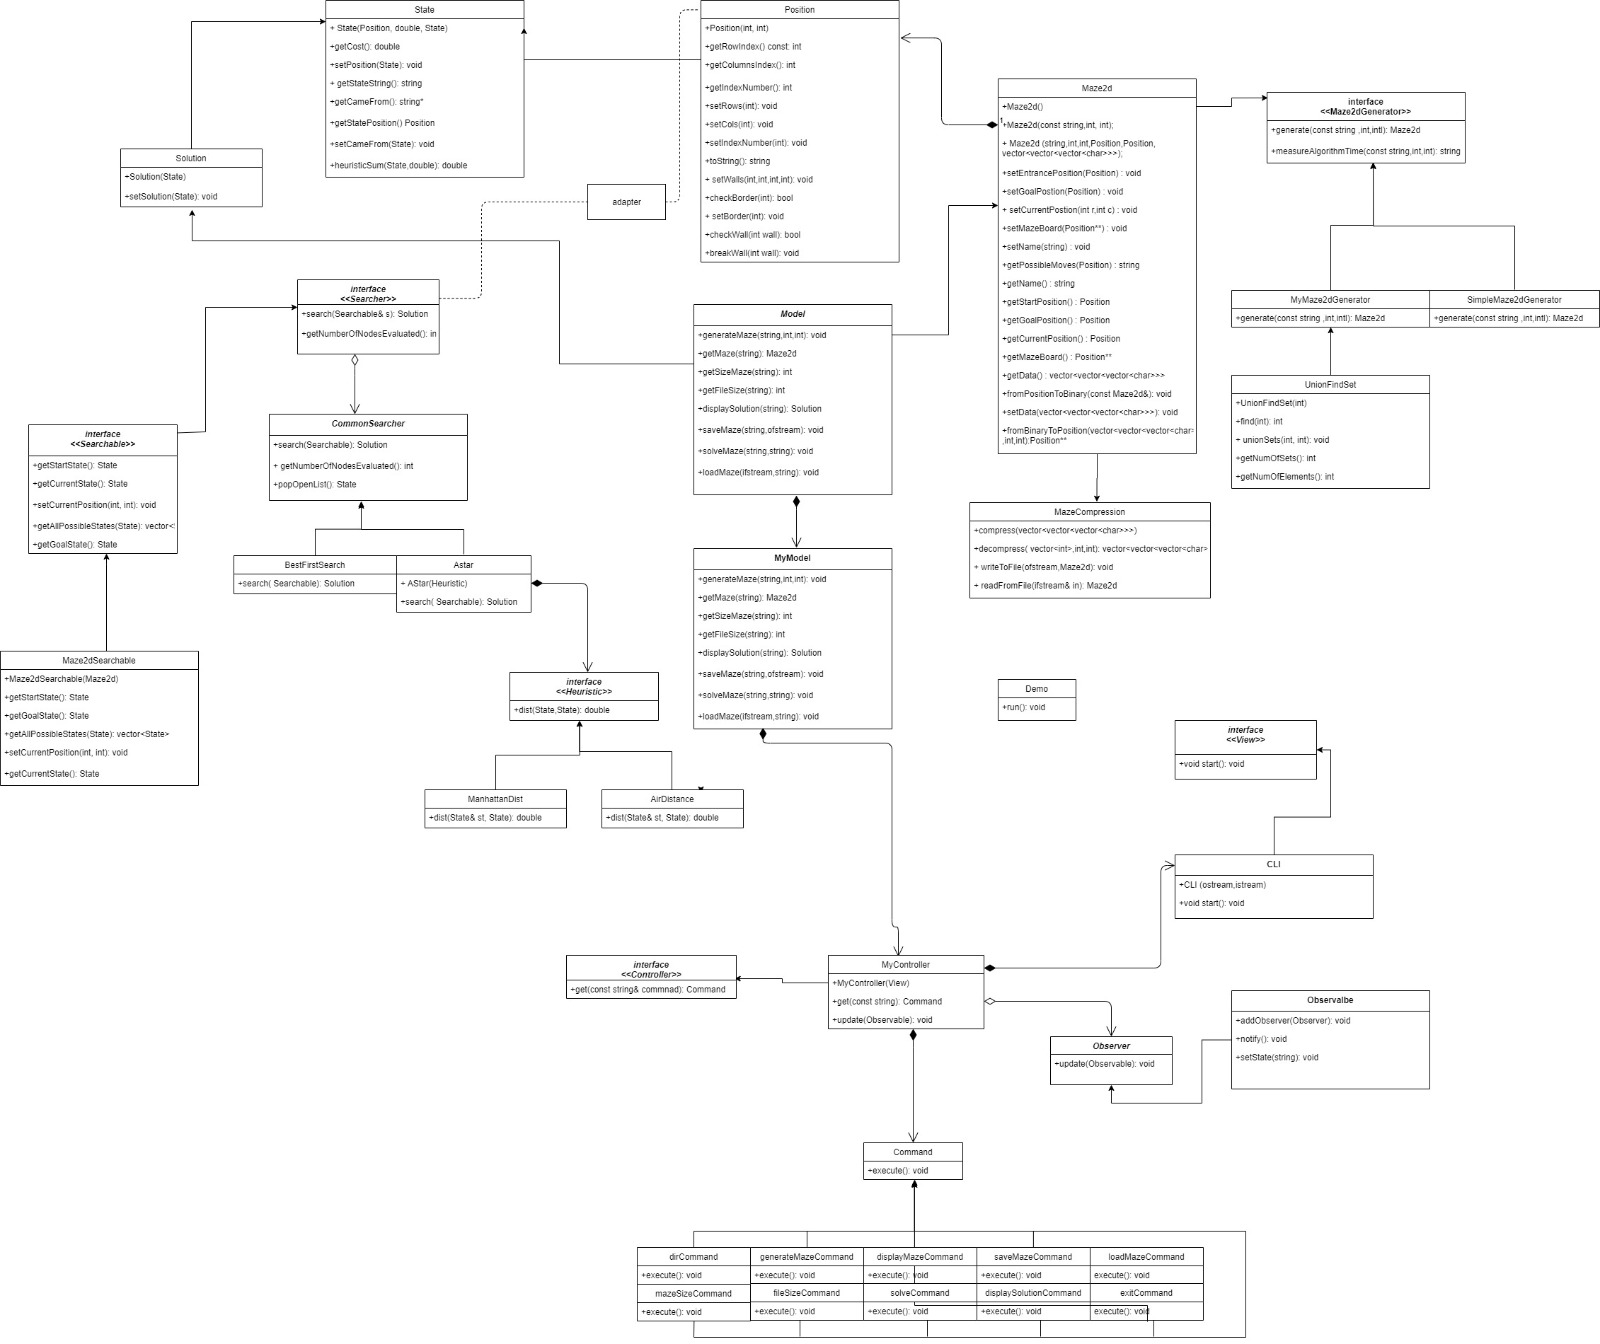 State
+ State(Position, double, State)
+getCost(): double
+setPosition(State): void
+ getStateString(): string
+getCameFrom(): string*
+getStatePosition() Position
+setCameFrom(State): void
+heuristicSum(State,double): double
Position
+Position(int, int)
+getRowIndex() const: int
+getColumnsIndex(): int
+getIndexNumber(): int
+setRows(int): void
+setCols(int): void
+setIndexNumber(int): void
+toString(): string
+ setWalls(int,int,int,int): void
+checkBorder(int): bool
+ setBorder(int): void
+checkWall(int wall): bool
+breakWall(int wall): void
Solution
+Solution(State)
+setSolution(State): void
adapter
Maze2d
+Maze2d()
1
+Maze2d(const string,int, int);
+ Maze2d (string,int,int,Position,Position,
vector<vector<vector<char>>>);
+setEntrancePosition(Position) : void
+setGoalPostion(Position) : void
+ setCurrentPostion(int r,int c) : void
+setMazeBoard(Position**) : void
+setName(string) : void
+getPossibleMoves(Position) : string
+getName() : string
+getStartPosition() : Position
+getGoalPosition() : Position
+getCurrentPosition() : Position
+getMazeBoard() : Position**
+getData() : vector<vector<vector<char>>>
+fromPositionToBinary(const Maze2d&): void
+setData(vector<vector<vector<char>>>): void
+fromBinaryToPosition(vector<vector<vector<char>
,int,int):Position**
interface
<<Maze2dGenerator>>
+generate(const string ,int,intl): Maze2d
+measureAlgorithmTime(const string,int,int): string
MyMaze2dGenerator
+generate(const string ,int,intl): Maze2d
SimpleMaze2dGenerator
+generate(const string ,int,intl): Maze2d
UnionFindSet
+UnionFindSet(int)
+find(int): int
+ unionSets(int, int): void
+getNumOfSets(): int
+getNumOfElements(): int
interface
<<Searcher>>
+search(Searchable& s): Solution
+getNumberOfNodesEvaluated(): in
Model
+generateMaze(string,int,int): void
+getMaze(string): Maze2d
+getSizeMaze(string): int
+getFileSize(string): int
+displaySolution(string): Solution
+saveMaze(string,ofstream): void
+solveMaze(string,string): void
+loadMaze(ifstream,string): void
interface
<<Searchable>>
+getStartState(): State
+getCurrentState(): State
+setCurrentPosition(int, int): void
+getAllPossibleStates(State): vector<
+getGoalState(): State
CommonSearcher
+search(Searchable): Solution
+ getNumberOfNodesEvaluated(): int
+popOpenList(): State
MazeCompression
+compress(vector<vector<vector<char>>>)
+decompress( vector<int>,int,int): vector<vector<vector<char>
+ writeToFile(ofstream,Maze2d): void
+ readFromFile(ifstream& in): Maze2d
BestFirstSearch
+search( Searchable): Solution
Astar
+ AStar(Heuristic)
+search( Searchable): Solution
MyModel
+generateMaze(string,int,int): void
+getMaze(string): Maze2d
+getSizeMaze(string): int
+getFileSize(string): int
+displaySolution(string): Solution
+saveMaze(string,ofstream): void
+solveMaze(string,string): void
+loadMaze(ifstream,string): void
Maze2dSearchable
+Maze2dSearchable(Maze2d)
+getStartState(): State
+getGoalState(): State
+getAllPossibleStates(State): vector<State>
+setCurrentPosition(int, int): void
+getCurrentState(): State
interface
<<Heuristic>>
+dist(State,State): double
Demo
+run(): void
interface
<<View>>
+void start(): void
ManhattanDist
+dist(State& st, State): double
AirDistance
+dist(State& st, State): double
CLI
+CLI (ostream,istream)
+void start(): void
interface
<<Controller>>
+get(const string& commnad): Command
MyController
+MyController(View)
+get(const string): Command
+update(Observable): void
Observalbe
+addObserver(Observer): void
+notify(): void
+setState(string): void
Observer
+update(Observable): void
Command
+execute(): void
dirCommand
+execute(): void
generateMazeCommand
+execute(): void
displayMazeCommand
+execute(): void
saveMazeCommand
+execute(): void
loadMazeCommand
execute(): void
mazeSizeCommand
+execute(): void
fileSizeCommand
+execute(): void
solveCommand
+execute(): void
displaySolutionCommand
+execute(): void
exitCommand
execute(): void